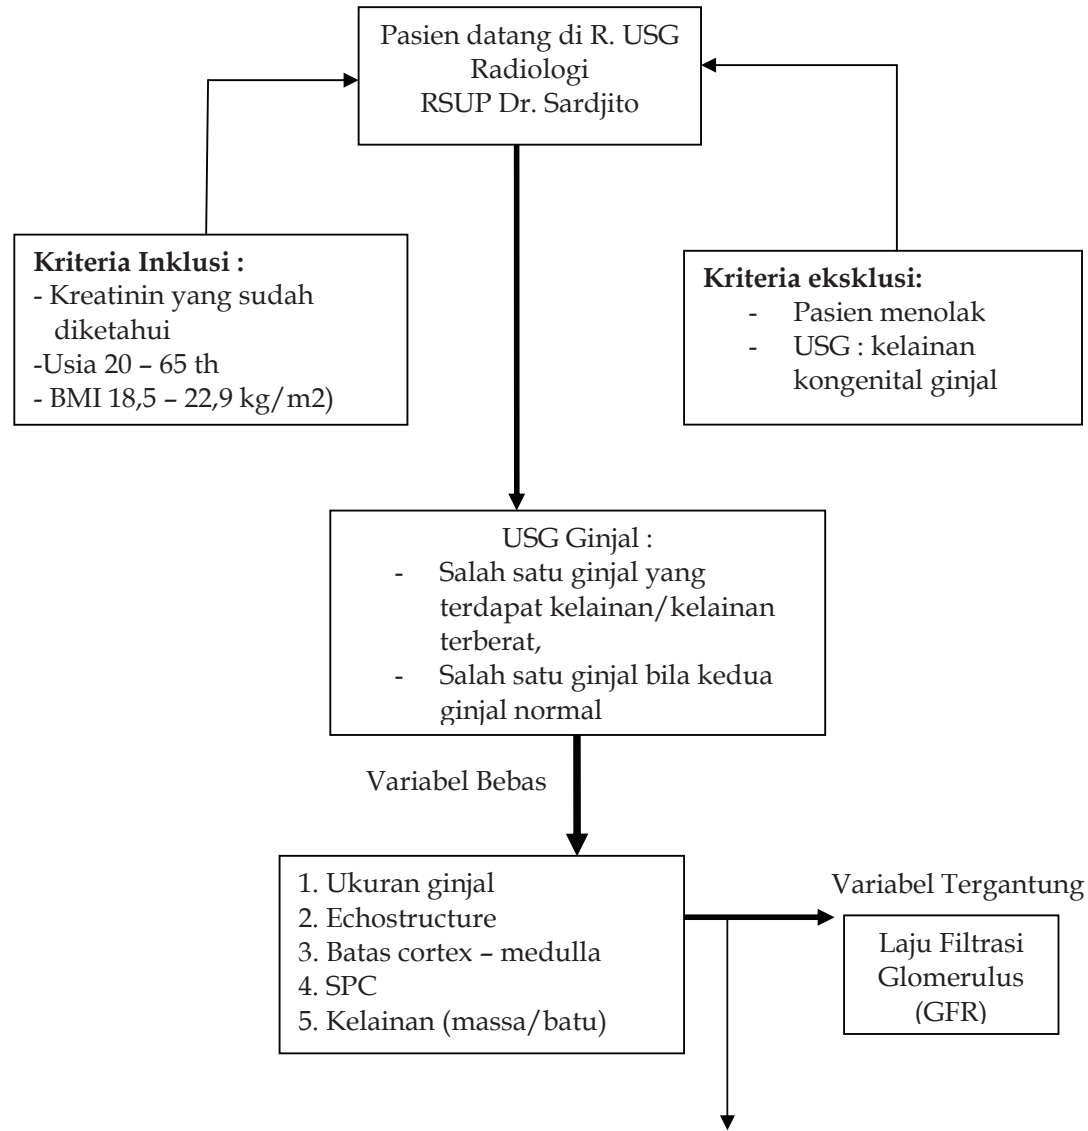 Pasien datang di R. USG
Radiologi
RSUP Dr. Sardjito
Kriteria Inklusi :
- Kreatinin yang sudah
diketahui
-Usia 20 – 65 th
- BMI 18,5 – 22,9 kg/m2)
Kriteria eksklusi:
- Pasien menolak
- USG : kelainan
kongenital ginjal
USG Ginjal :
- Salah satu ginjal yang
terdapat kelainan/kelainan
terberat,
- Salah satu ginjal bila kedua
ginjal normal
Variabel Bebas
1. Ukuran ginjal
2. Echostructure
3. Batas cortex – medulla
4. SPC
5. Kelainan (massa/batu)
Variabel Tergantung
Laju Filtrasi
Glomerulus
(GFR)